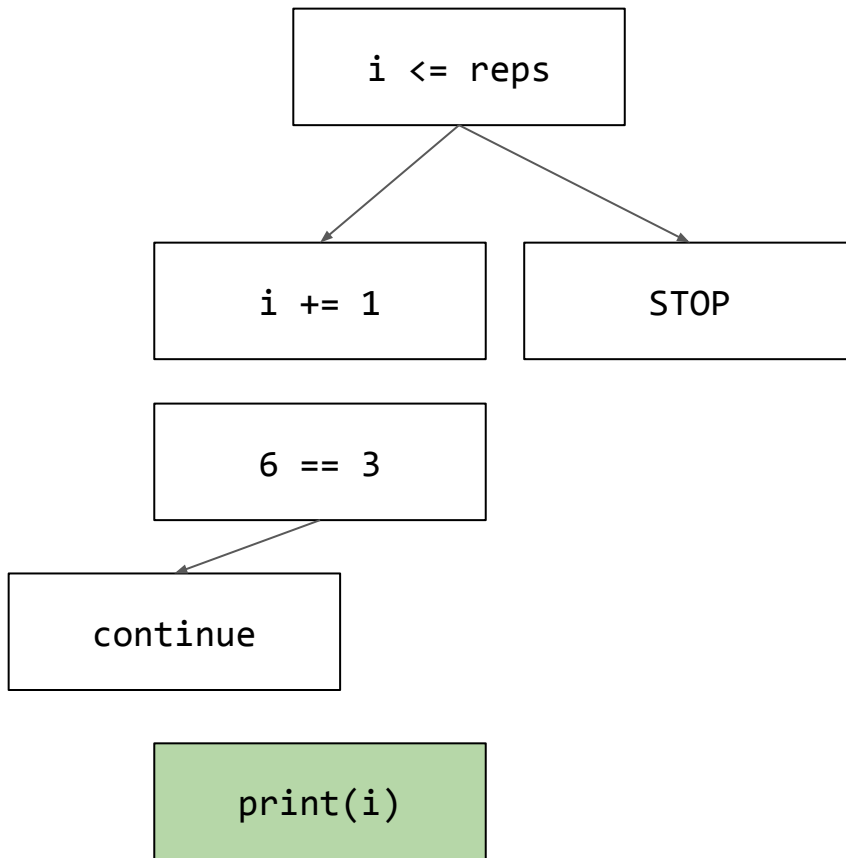 i <= reps
i += 1
STOP
6 == 3
continue
print(i)